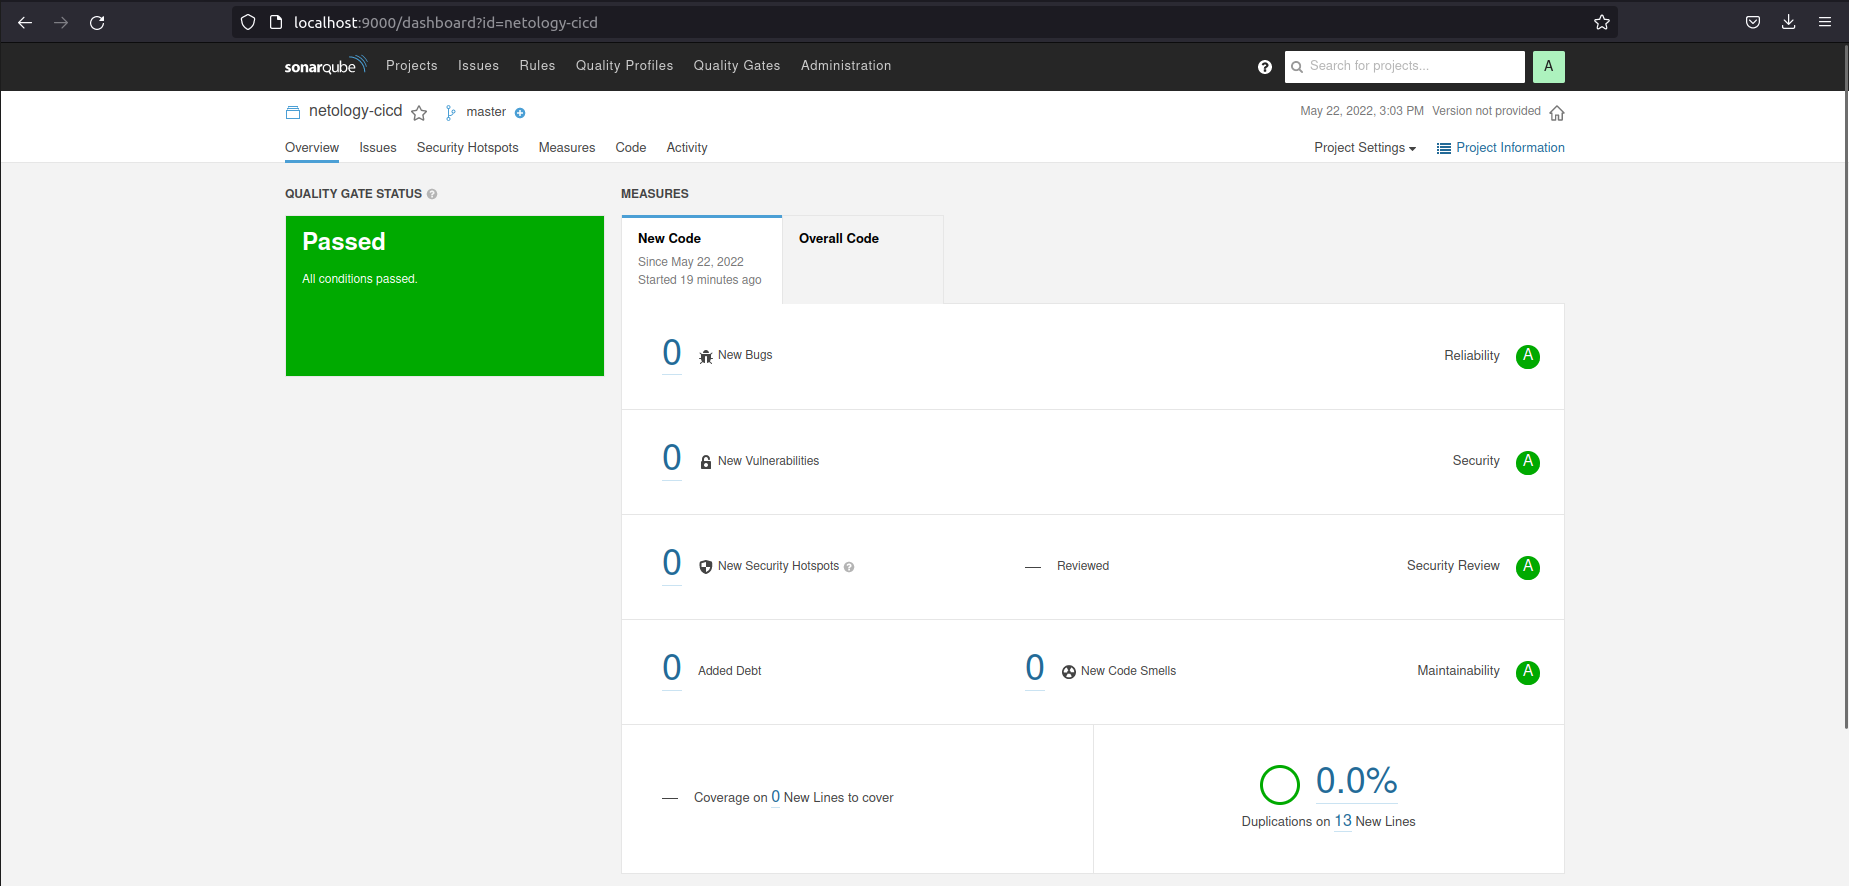 localhost:9000/dashboard?id=netology-cicd
sonarqube Projects Issues Rules Quality Profiles Quality Gates Administration ? Search for projects... A
netology-cicd master May 22, 2022, 3:03 PM Version not provided
Overview Issues Security Hotspots Measures Code Activity Project Settings Project Information
QUALITY GATE STATUS ? MEASURES
Passed
All conditions passed.
New Code
Since May 22, 2022
Started 19 minutes ago
Overall Code
0 New Bugs Reliability A
0 New Vulnerabilities Security A
0 New Security Hotspots ? — Reviewed Security Review A
0 Added Debt 0 New Code Smells Maintainability A
— Coverage on 0 New Lines to cover
0.0%
Duplications on 13 New Lines